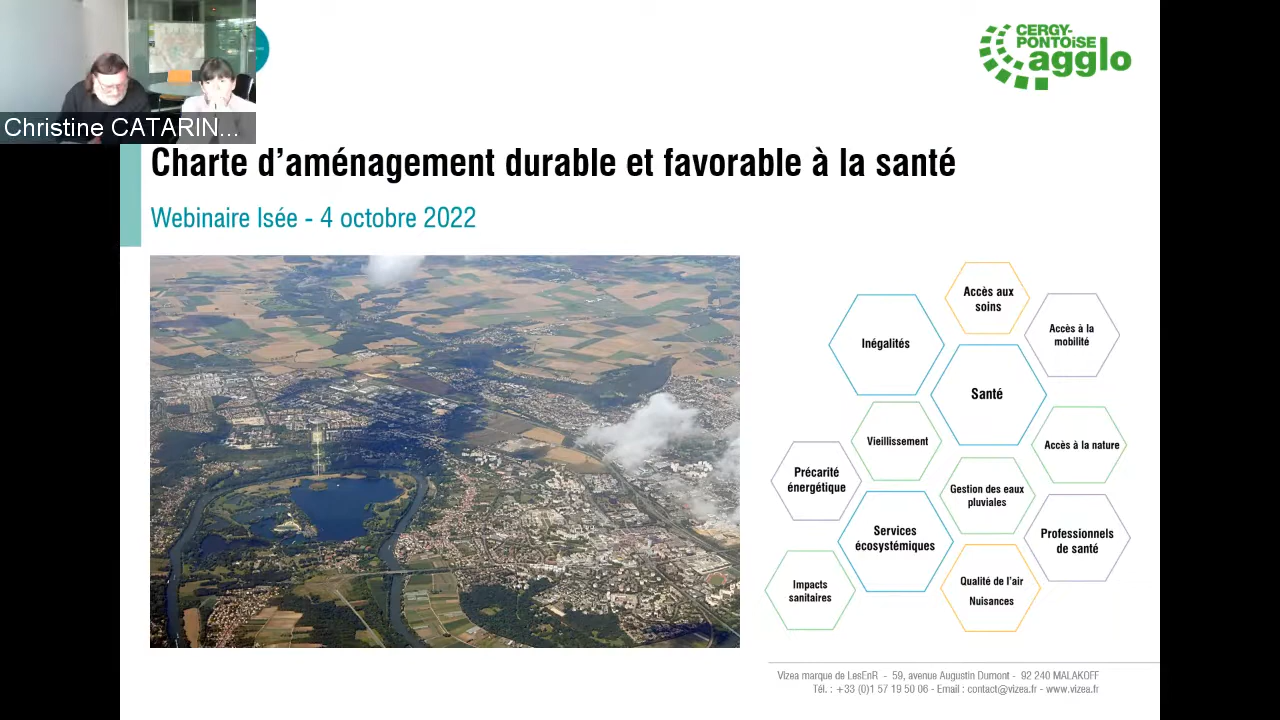 CERGY-
PONTOiSE
agglo
Christine CATARIN...
Charte d'aménagement durable et favorable à la santé
Webinaire Isée - 4 octobre 2022
Accès aux
soins
Inégalités
Accès à la
mobilité
Santé
Vieillissement
Accès à la nature
Précarité
énergétique
Gestion des eaux
pluviales
Services
écosystémiques
Professionnels
de santé
Impacts
sanitaires
Qualité de l'air
Nuisances
Vizea marque de LesEnR - 59, avenue Augustin Dumont - 92 240 MALAKOFF
Tél. : +33 (0)1 57 19 50 06 - Email : contact@vizea.fr - www.vizea.fr